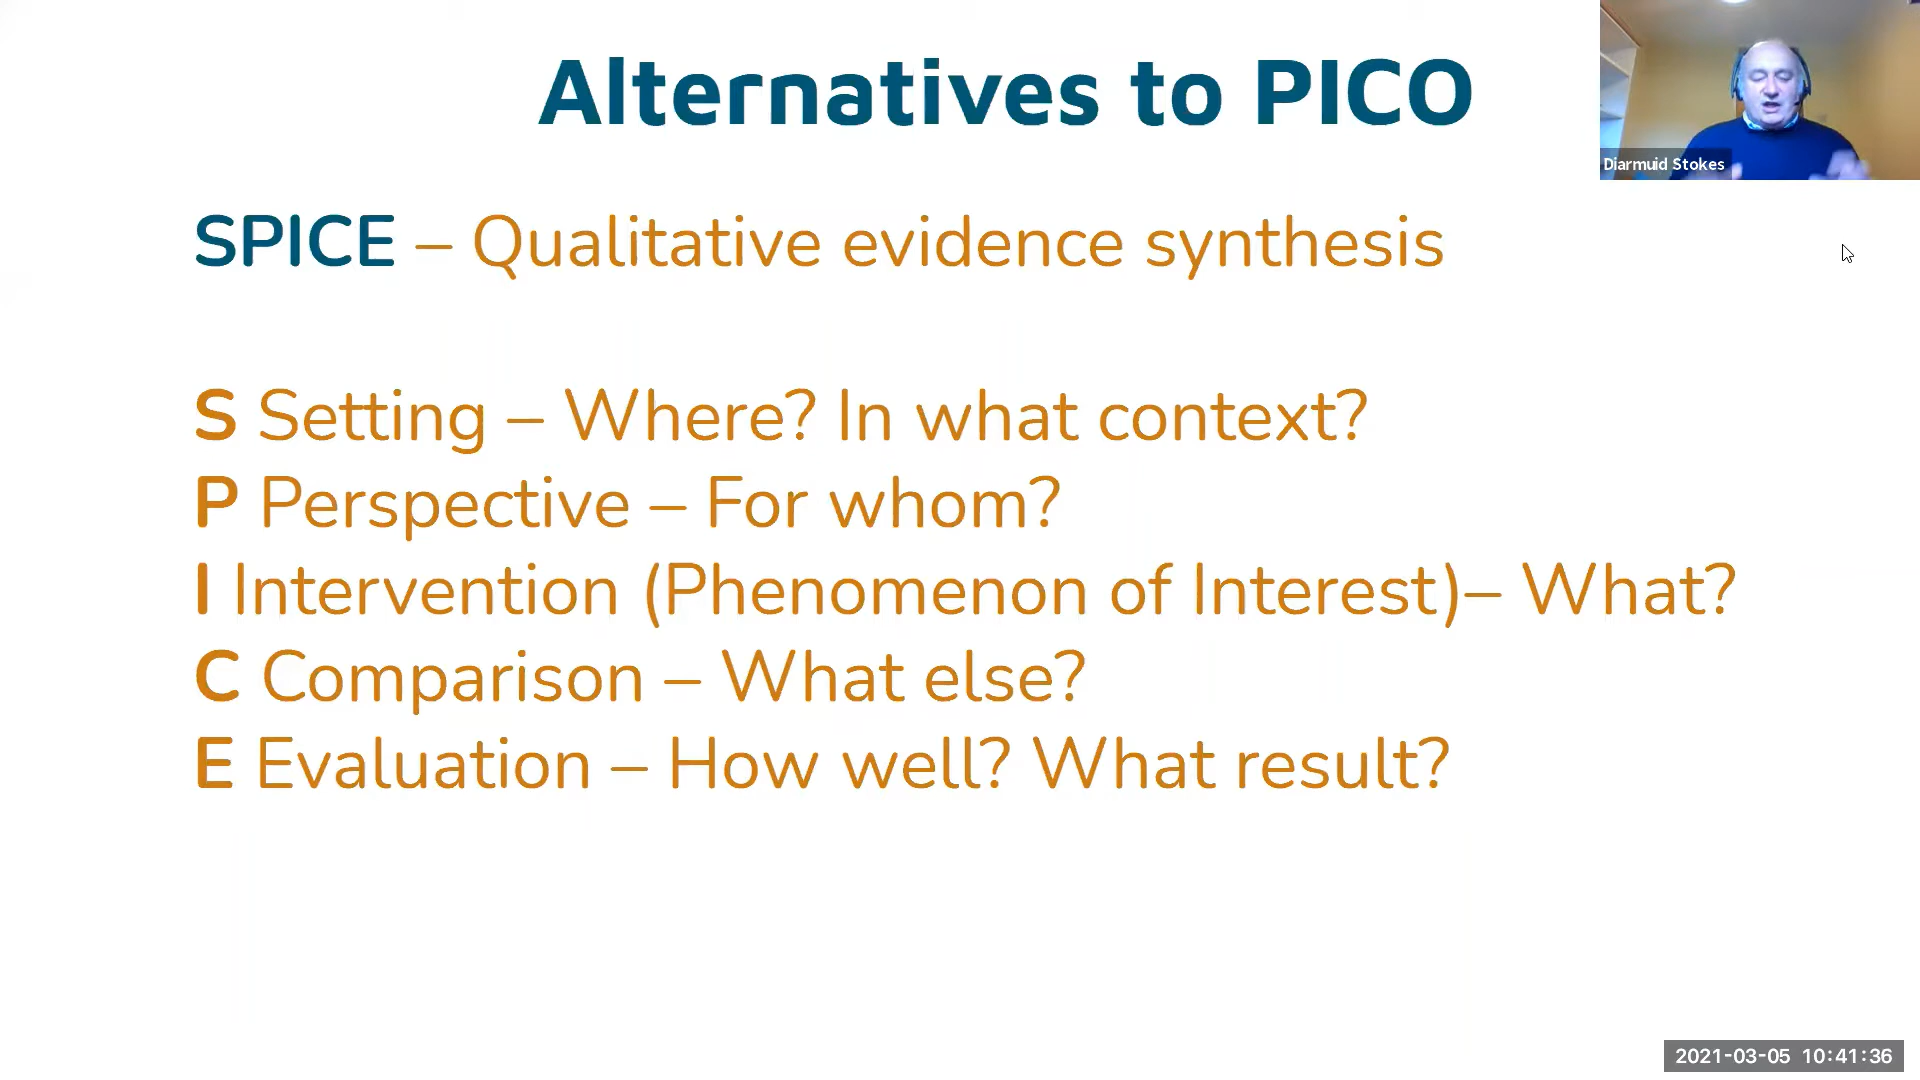 Alternatives to PICO
Diarmuid Stokes
SPICE – Qualitative evidence synthesis
S Setting – Where? In what context?
P Perspective – For whom?
I Intervention (Phenomenon of Interest)– What?
C Comparison – What else?
E Evaluation – How well? What result?
2021-03-05 10:41:36